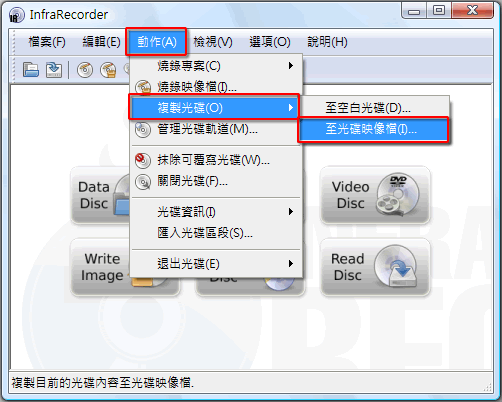 InfraRecorder
檔案(F) 編輯(E) 動作(A) 檢視(V) 選項(O) 說明(H)
燒錄專案(C)
燒錄映像檔(I)...
複製光碟(O)
至空白光碟(D)...
至光碟映像檔(I)...
管理光碟軌道(M)...
抹除可覆寫光碟(W)...
關閉光碟(F)...
光碟資訊(I)
匯入光碟區段(S)...
退出光碟(E)
Data
Disc
Video
Disc
DVD
Write
Image
Disc
Read
Disc
複製目前的光碟內容至光碟映像檔.